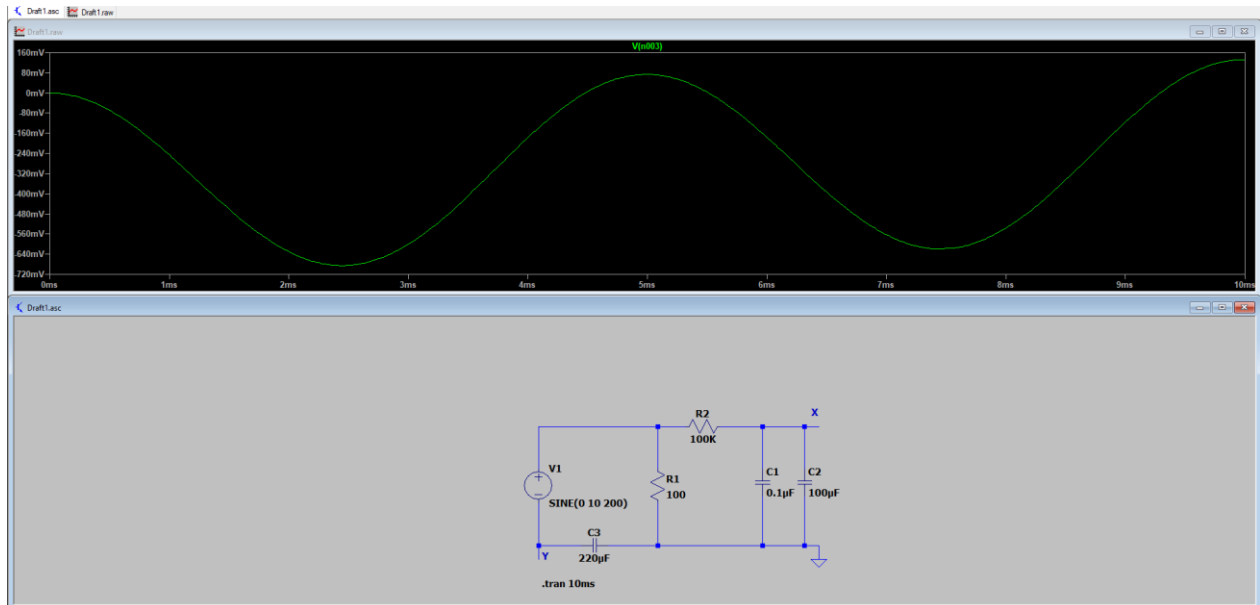 Draft1.asc Draft1.raw
Draft1.raw
V(n003)
160mV
80mV
0mV
-80mV
-160mV
-240mV
-320mV
-400mV
-480mV
-560mV
-640mV
-720mV
0ms 1ms 2ms 3ms 4ms 5ms 6ms 7ms 8ms 9ms 10ms
Draft1.asc
R2 X
100K
V1
R1
100
C1 C2
0.1µF 100µF
SINE(0 10 200)
C3
Y
220µF
.tran 10ms